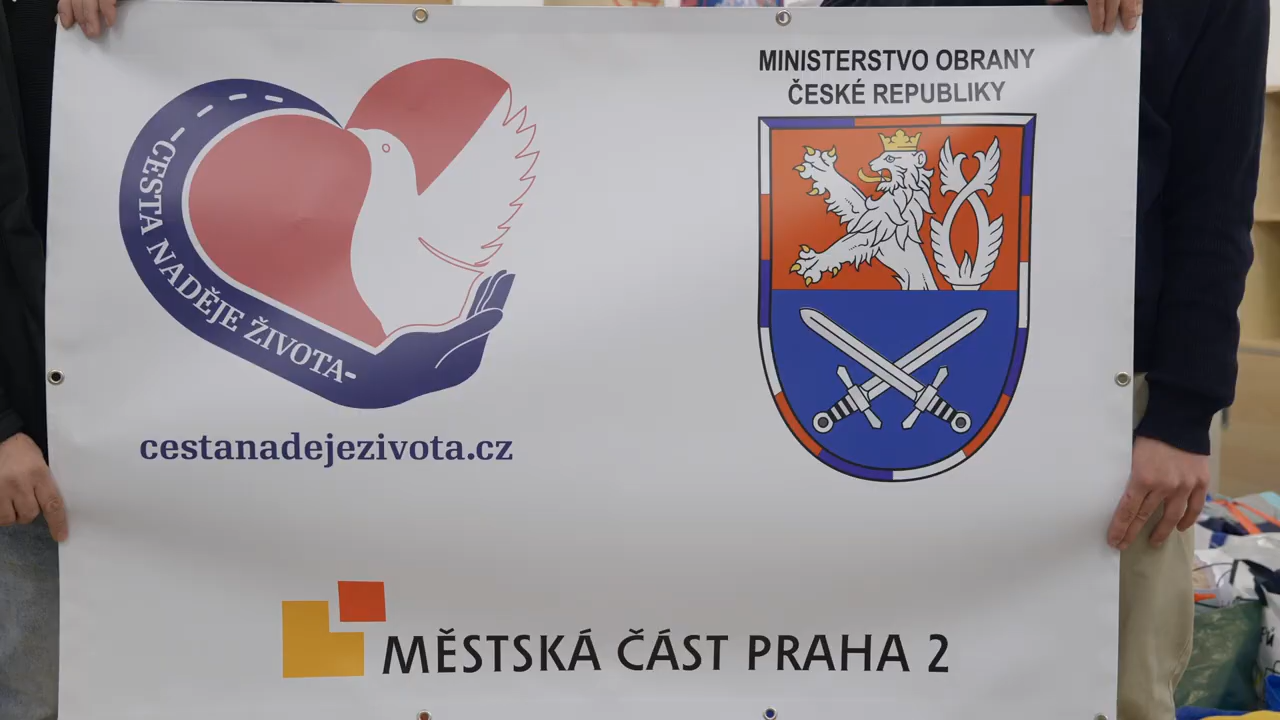 CESTA NADĚJE ŽIVOTA
cestanadejezivota.cz
MINISTERSTVO OBRANY
ČESKÉ REPUBLIKY
MĚSTSKÁ ČÁST PRAHA 2